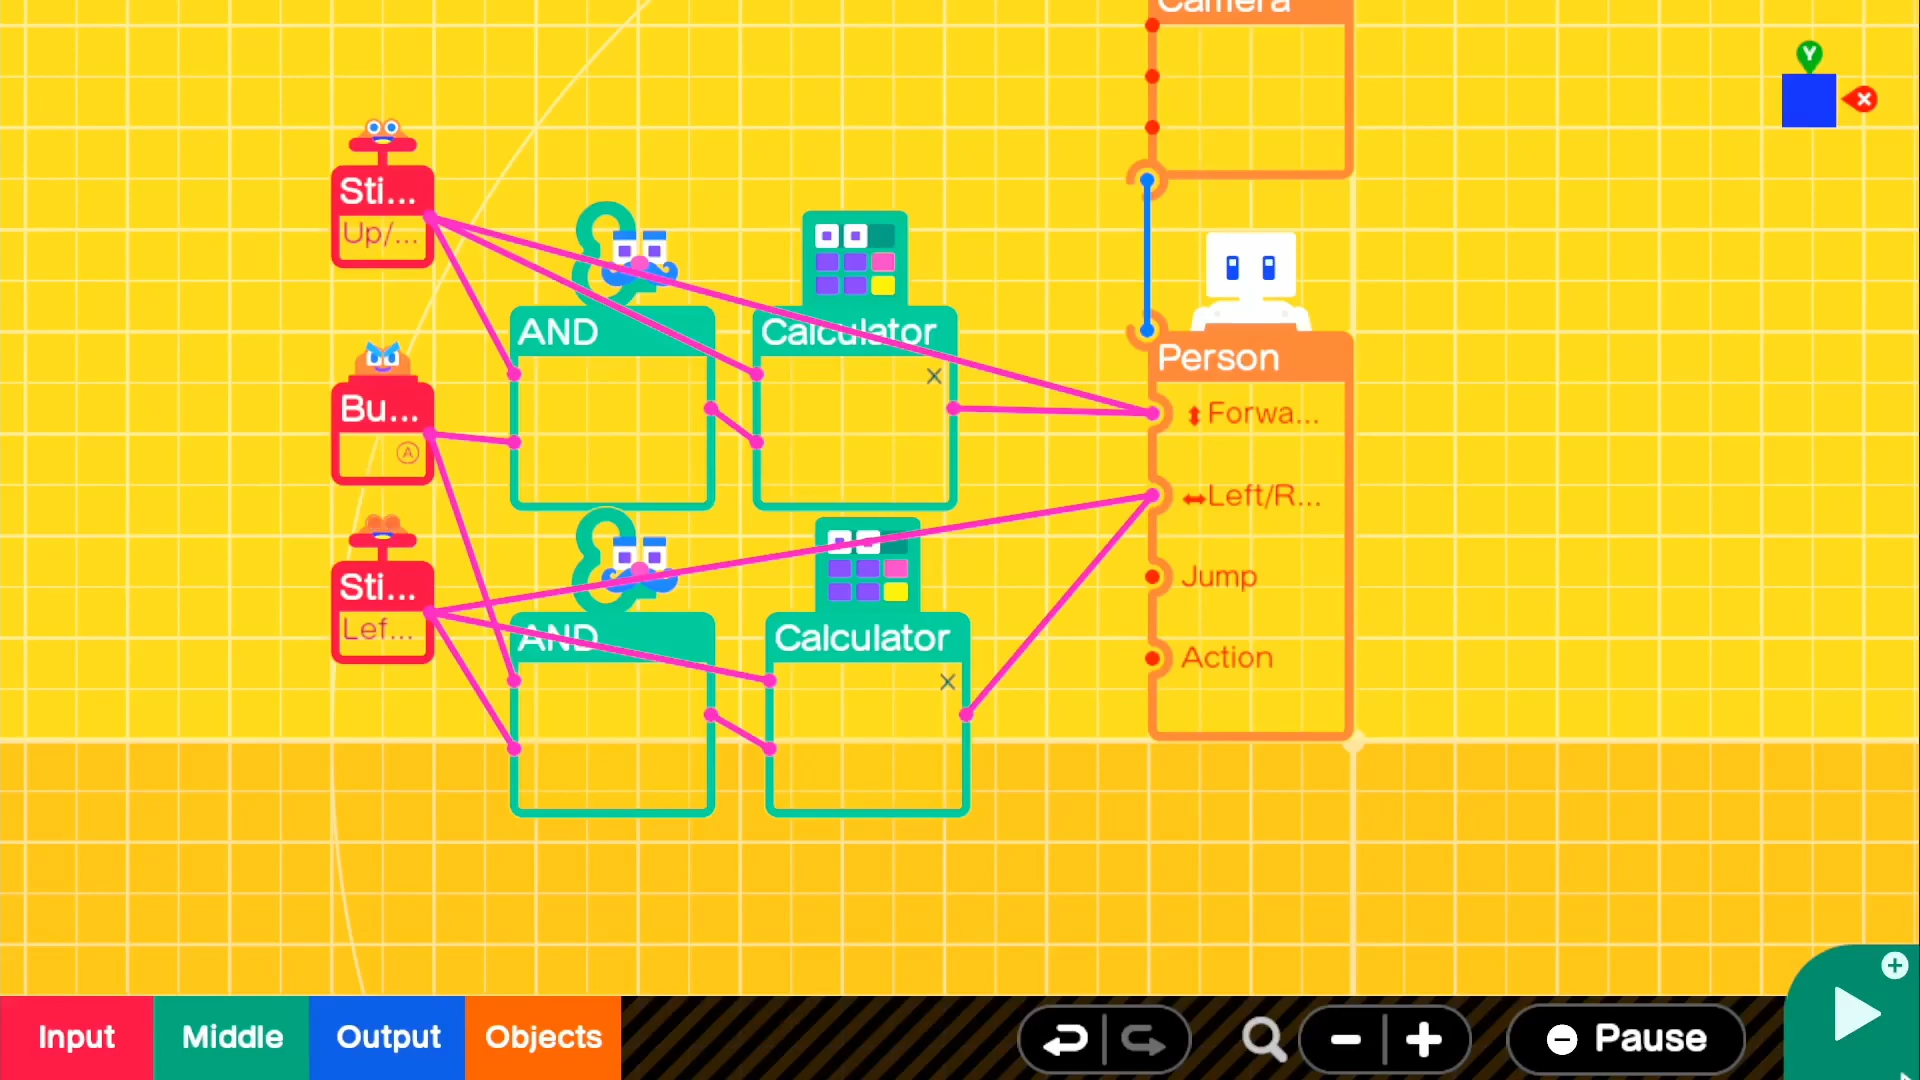 Camera
Y
X
Sti...
Up/...
AND
Calculator
×
Person
Forwa...
Bu...
A
Left/R...
Sti...
Lef...
Jump
AND
Calculator
×
Action
Input
Middle
Output
Objects
Pause